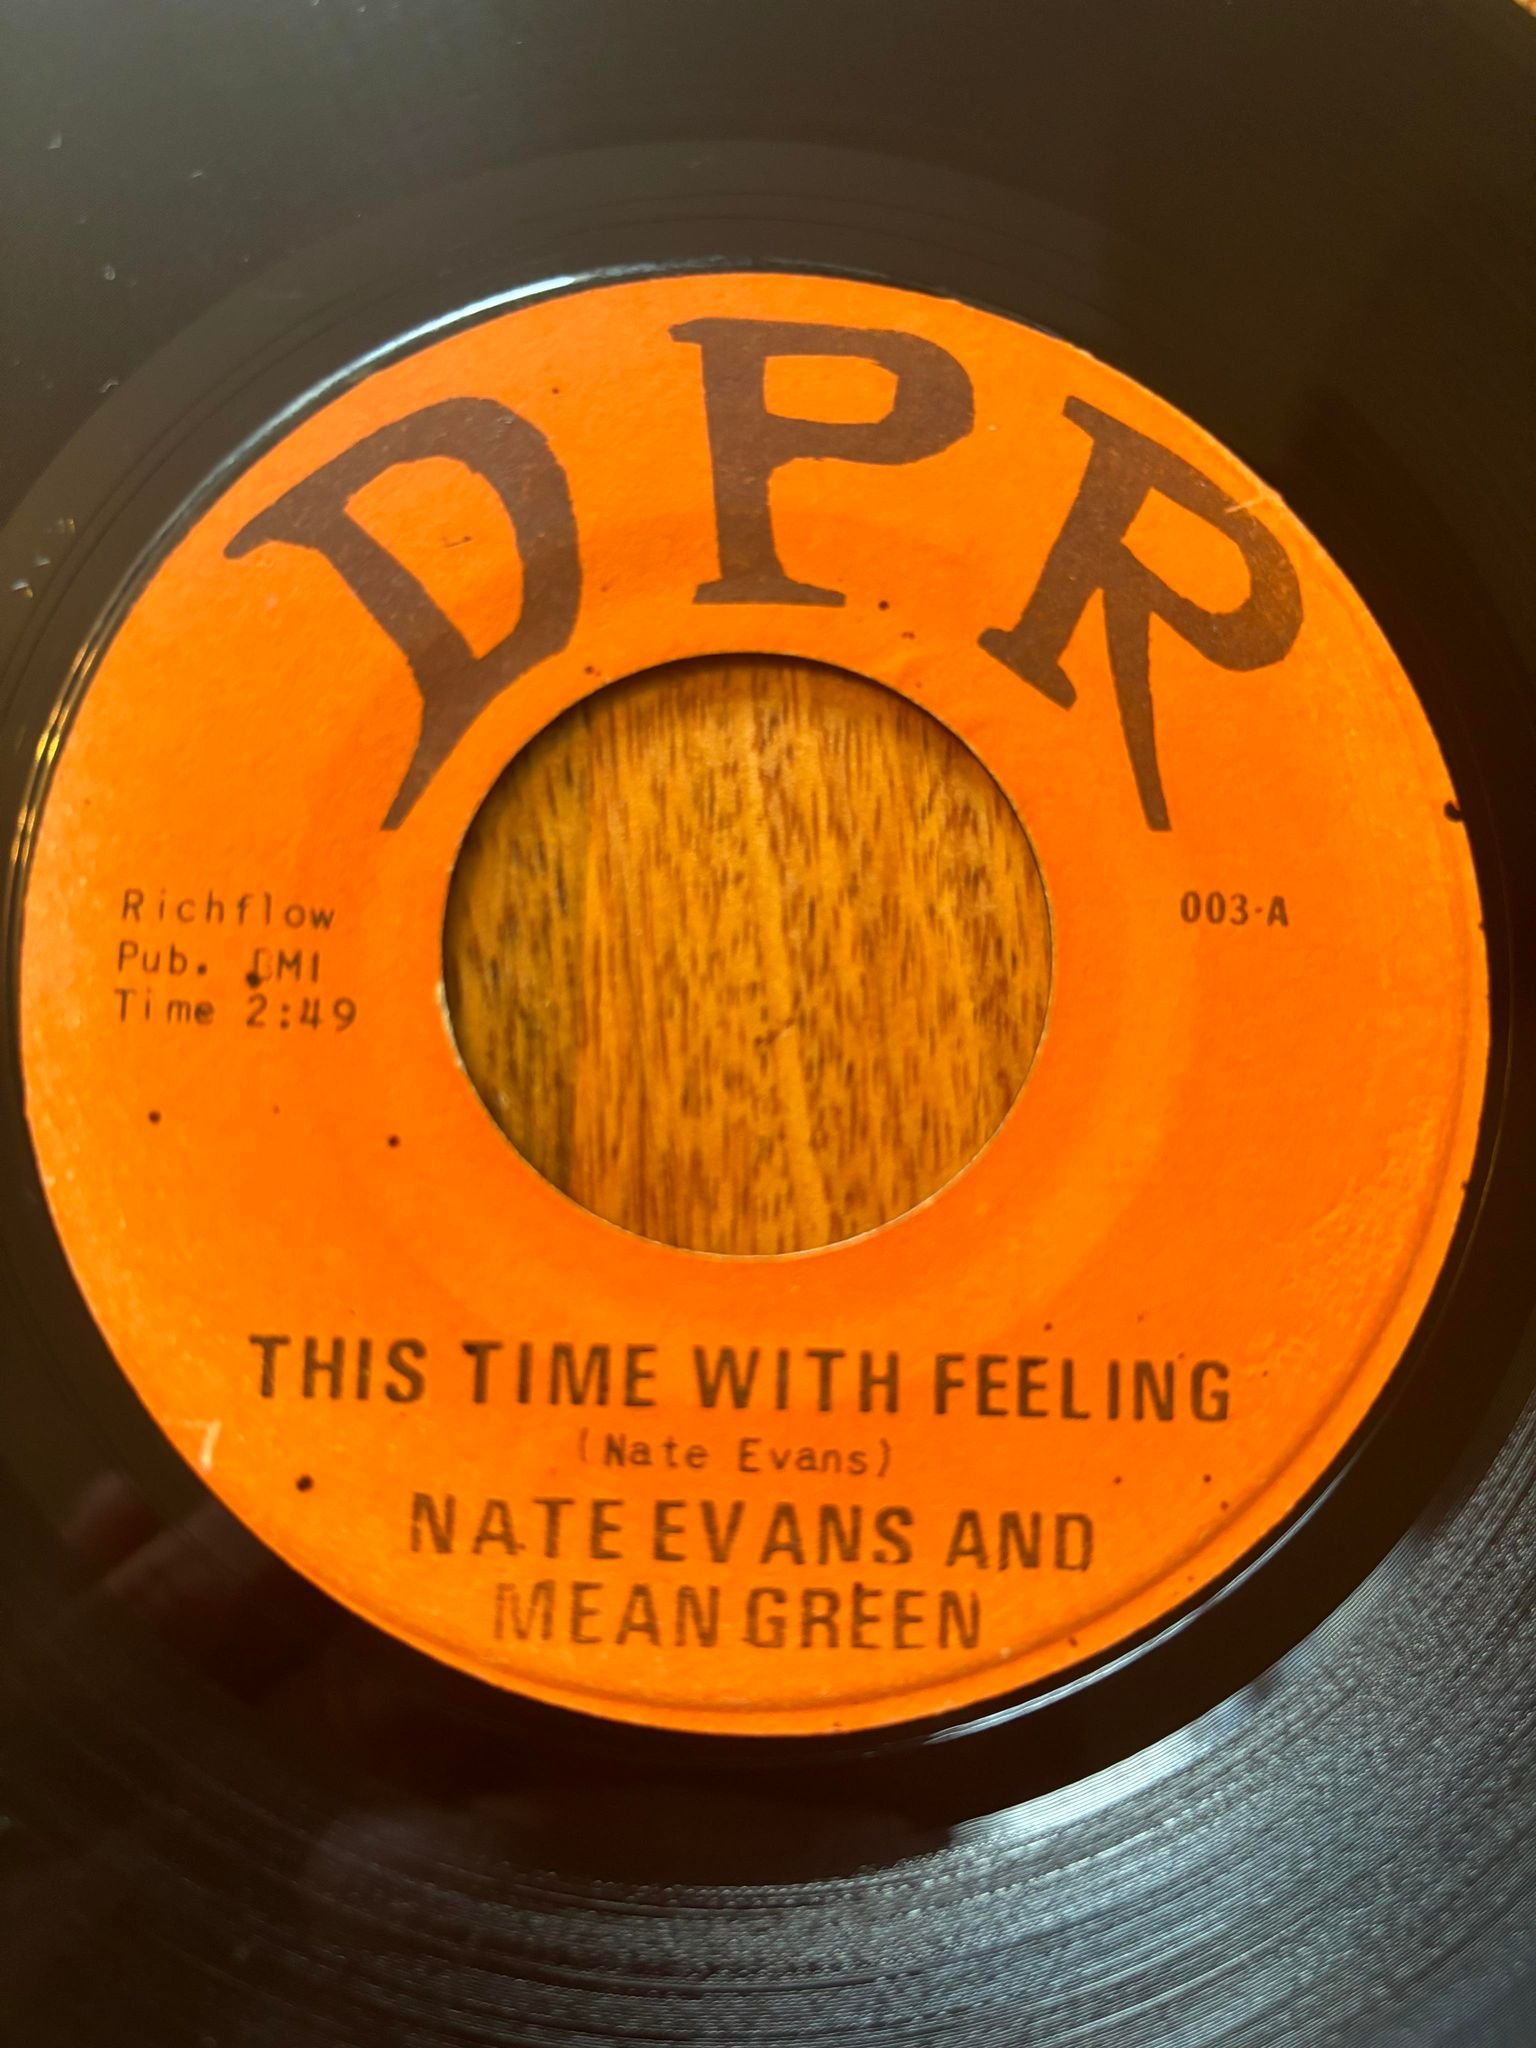 DPR
Richflow
Pub. BMI
Time 2:49
003-A
THIS TIME WITH FEELING
(Nate Evans)
NATE EVANS AND
MEAN GREEN